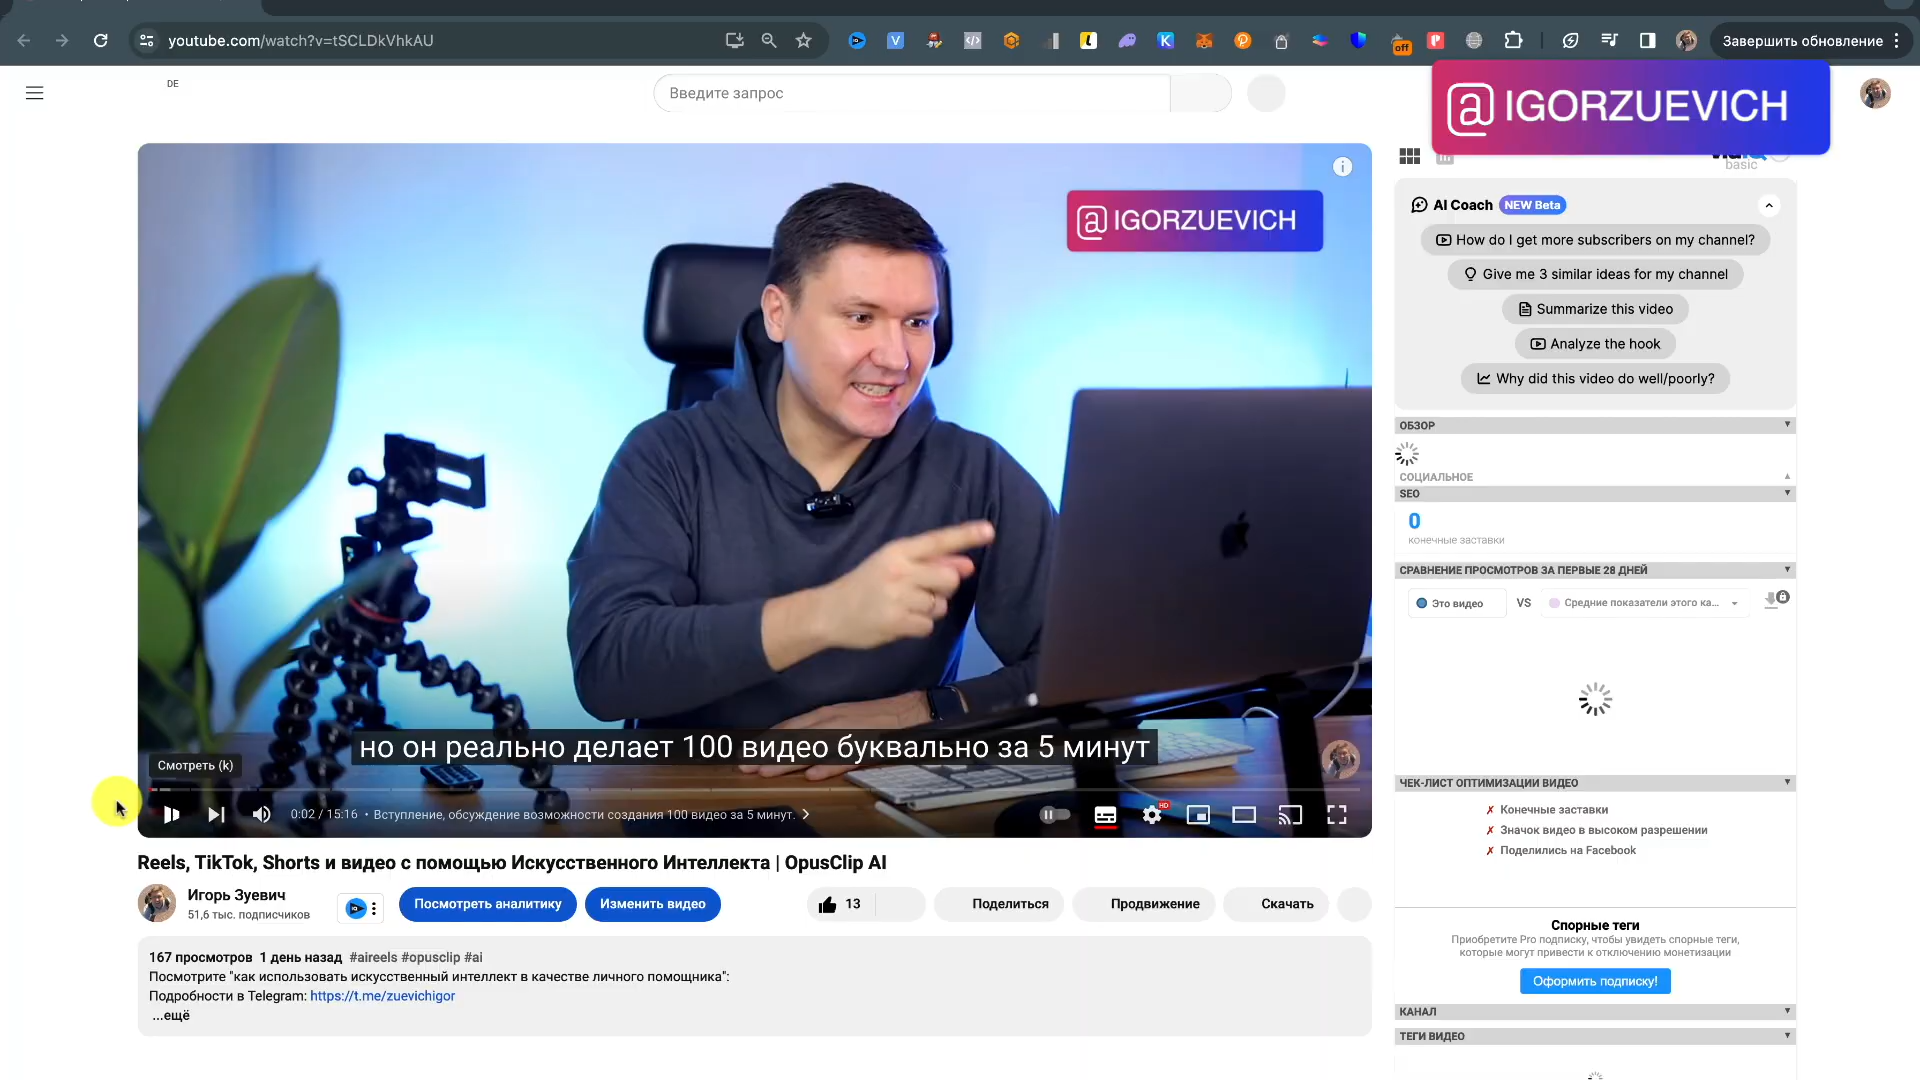 youtube.com/watch?v=tSCLDkVhkAU
off
Завершить обновление
DE
Введите запрос
@IGORZUEVICH
basic
@IGORZUEVICH
AI Coach NEW Beta
How do I get more subscribers on my channel?
Give me 3 similar ideas for my channel
Summarize this video
Analyze the hook
Why did this video do well/poorly?
ОБЗОР
СОЦИАЛЬНОЕ
SEO
0
конечные заставки
СРАВНЕНИЕ ПРОСМОТРОВ ЗА ПЕРВЫЕ 28 ДНЕЙ
Это видео VS Средние показатели этого ка...
но он реально делает 100 видео буквально за 5 минут
Смотреть (k)
0:02 / 15:16 • Вступление, обсуждение возможности создания 100 видео за 5 минут.
HD
ЧЕК-ЛИСТ ОПТИМИЗАЦИИ ВИДЕО
✗ Конечные заставки
✗ Значок видео в высоком разрешении
✗ Поделились на Facebook
Reels, TikTok, Shorts и видео с помощью Искусственного Интеллекта | OpusClip AI
Игорь Зуевич
51,6 тыс. подписчиков
Посмотреть аналитику
Изменить видео
13
Поделиться
Продвижение
Скачать
167 просмотров 1 день назад #aireels #opusclip #ai
Посмотрите "как использовать искусственный интеллект в качестве личного помощника":
Подробности в Telegram: https://t.me/zuevichigor
...ещё
Спорные теги
Приобретите Pro подписку, чтобы увидеть спорные теги,
которые могут привести к отключению монетизации
Оформить подписку!
КАНАЛ
ТЕГИ ВИДЕО